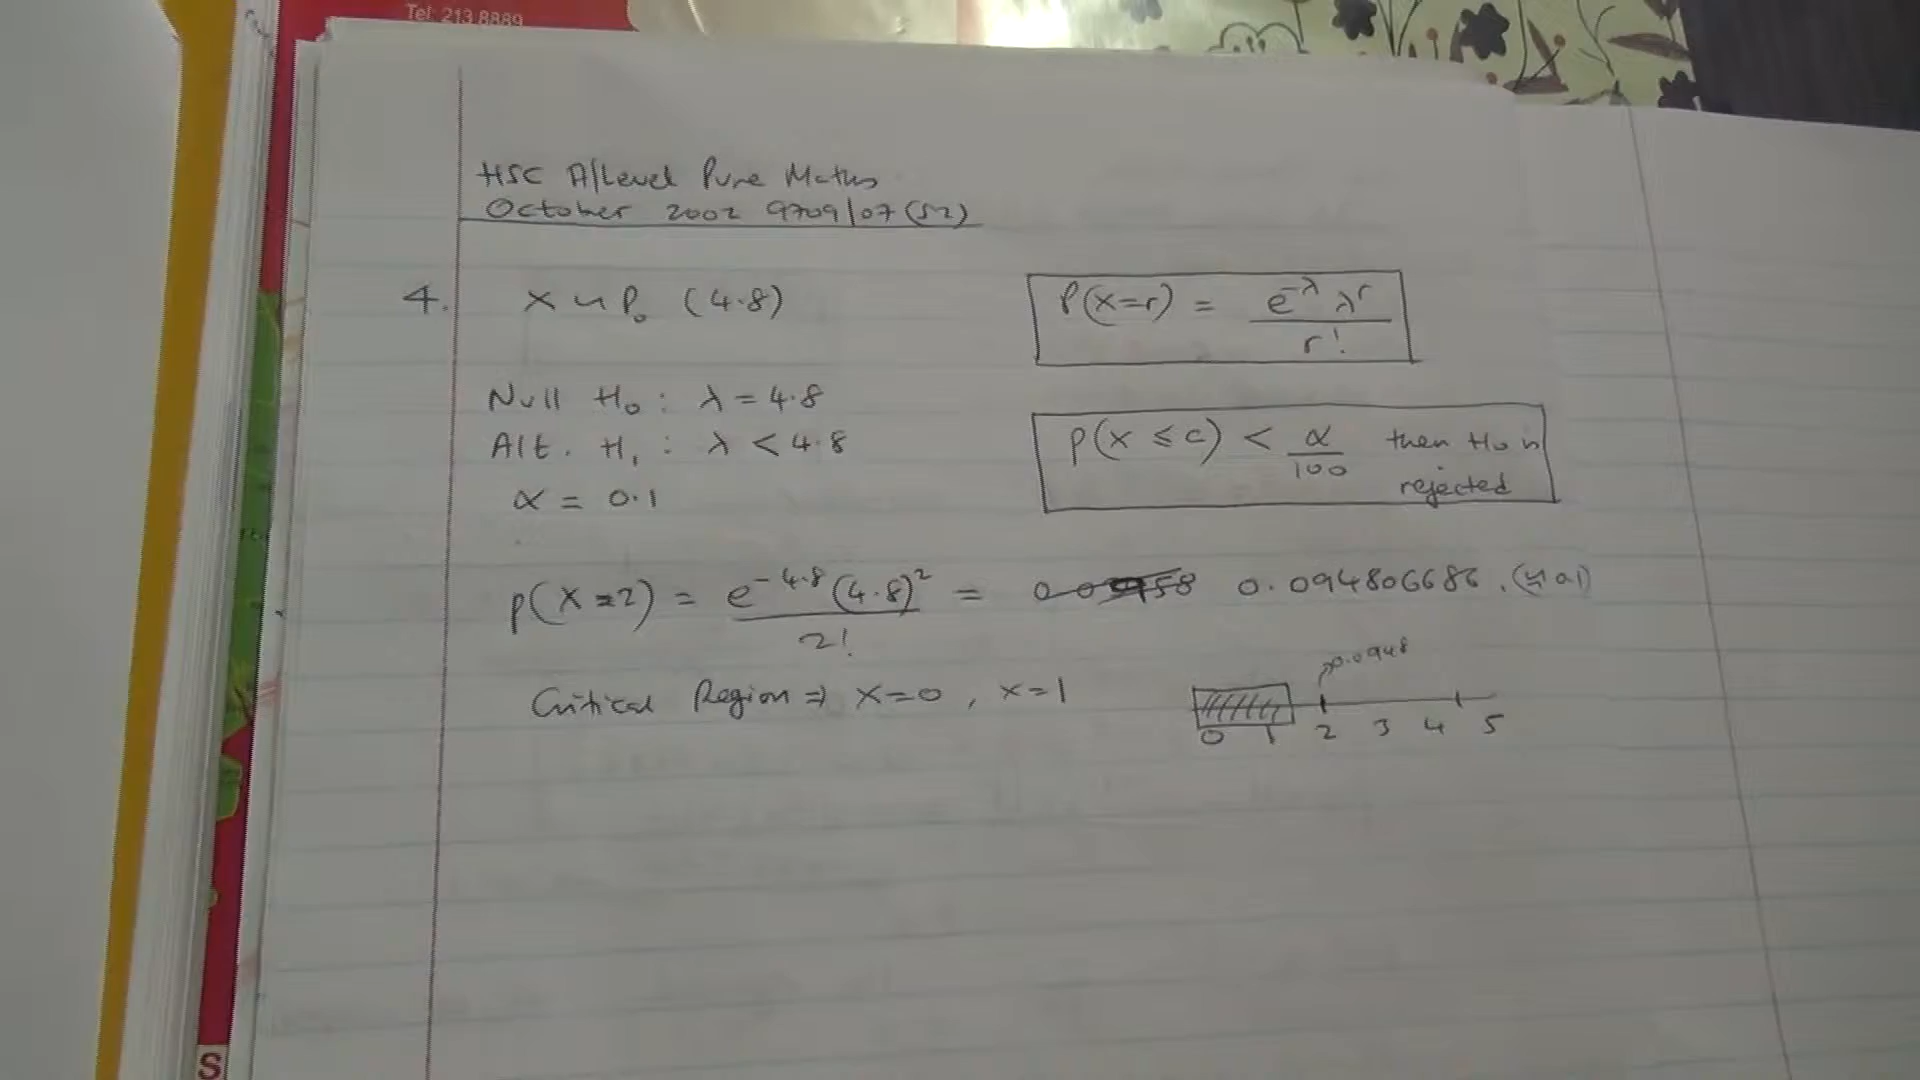 Tel: 213 8889
HSC A/Level Pure Maths
October 2002 9709/07 (S2)
4. X ~ Po (4.8)
P(X=r) = e^-λ λ^r / r!
Null H₀ : λ = 4.8
Alt. H₁ : λ < 4.8
α = 0.1
P(X ≤ c) < α/100 then H₀ is
rejected
P(X=2) = e^-4.8 (4.8)² / 2! = 0.094806686. (≈0.1)
Critical Region ⇒ X=0, X=1
0.0948
0 1 2 3 4 5
S